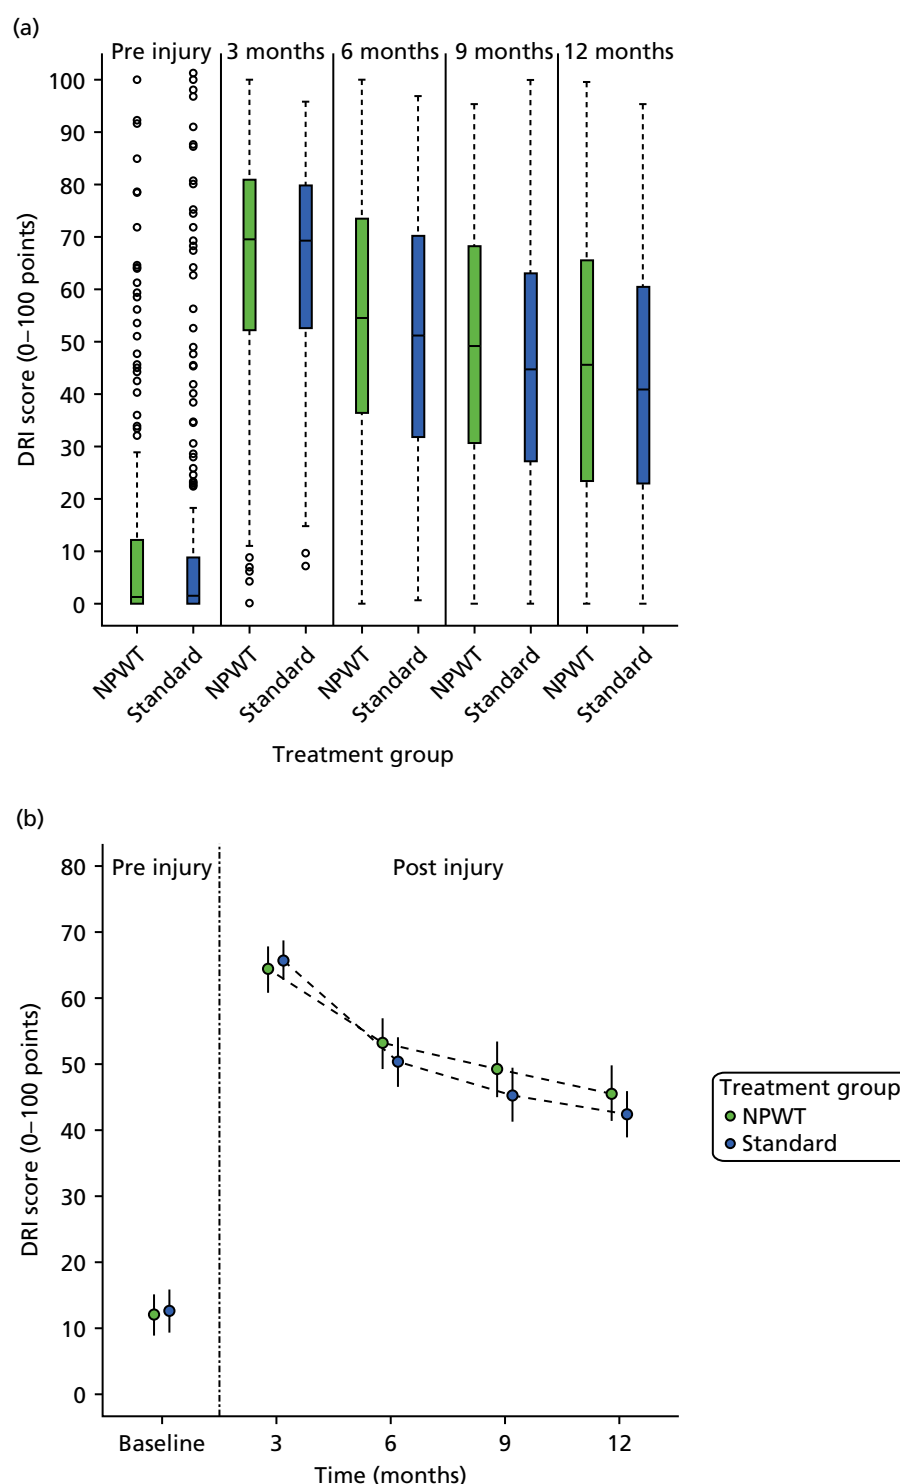 (a)
Pre injury 3 months 6 months 9 months 12 months
100
90
80
70
60
50
40
30
20
10
0
DRI score (0–100 points)
NPWT Standard NPWT Standard NPWT Standard NPWT Standard NPWT Standard
Treatment group
(b)
Pre injury Post injury
80
70
60
50
40
30
20
10
0
DRI score (0–100 points)
Baseline 3 6 9 12
Time (months)
Treatment group
NPWT
Standard